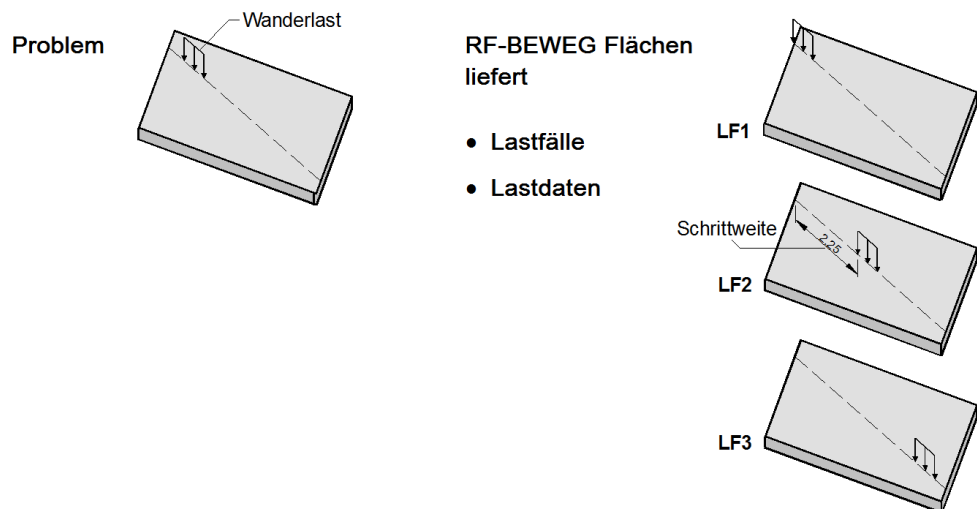 Problem
Wanderlast
RF-BEWEG Flächen
liefert
• Lastfälle
• Lastdaten
LF1
Schrittweite
2,25
LF2
LF3